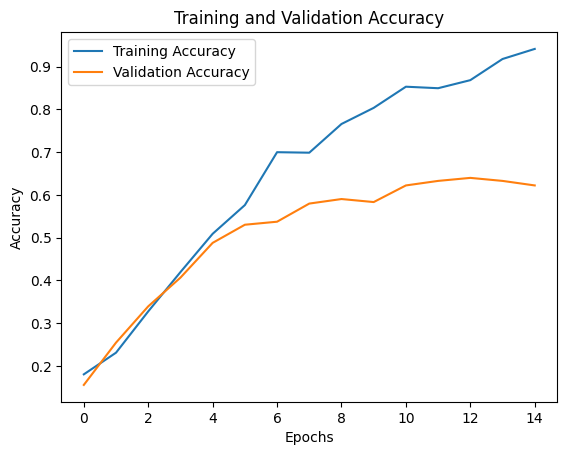 Training and Validation Accuracy
Training Accuracy
Validation Accuracy
Accuracy
0.9
0.8
0.7
0.6
0.5
0.4
0.3
0.2
0 2 4 6 8 10 12 14
Epochs